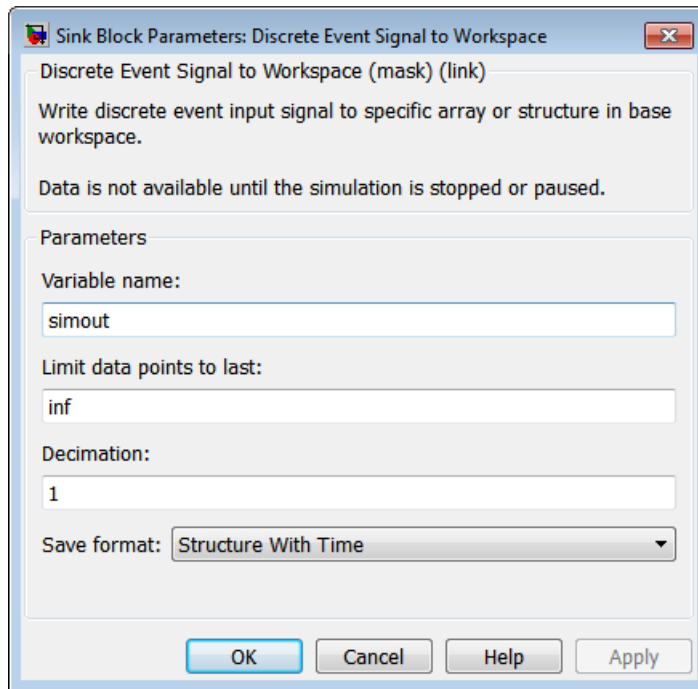 Sink Block Parameters: Discrete Event Signal to Workspace
Discrete Event Signal to Workspace (mask) (link)
Write discrete event input signal to specific array or structure in base
workspace.
Data is not available until the simulation is stopped or paused.
Parameters
Variable name:
simout
Limit data points to last:
inf
Decimation:
1
Save format: Structure With Time
OK Cancel Help Apply